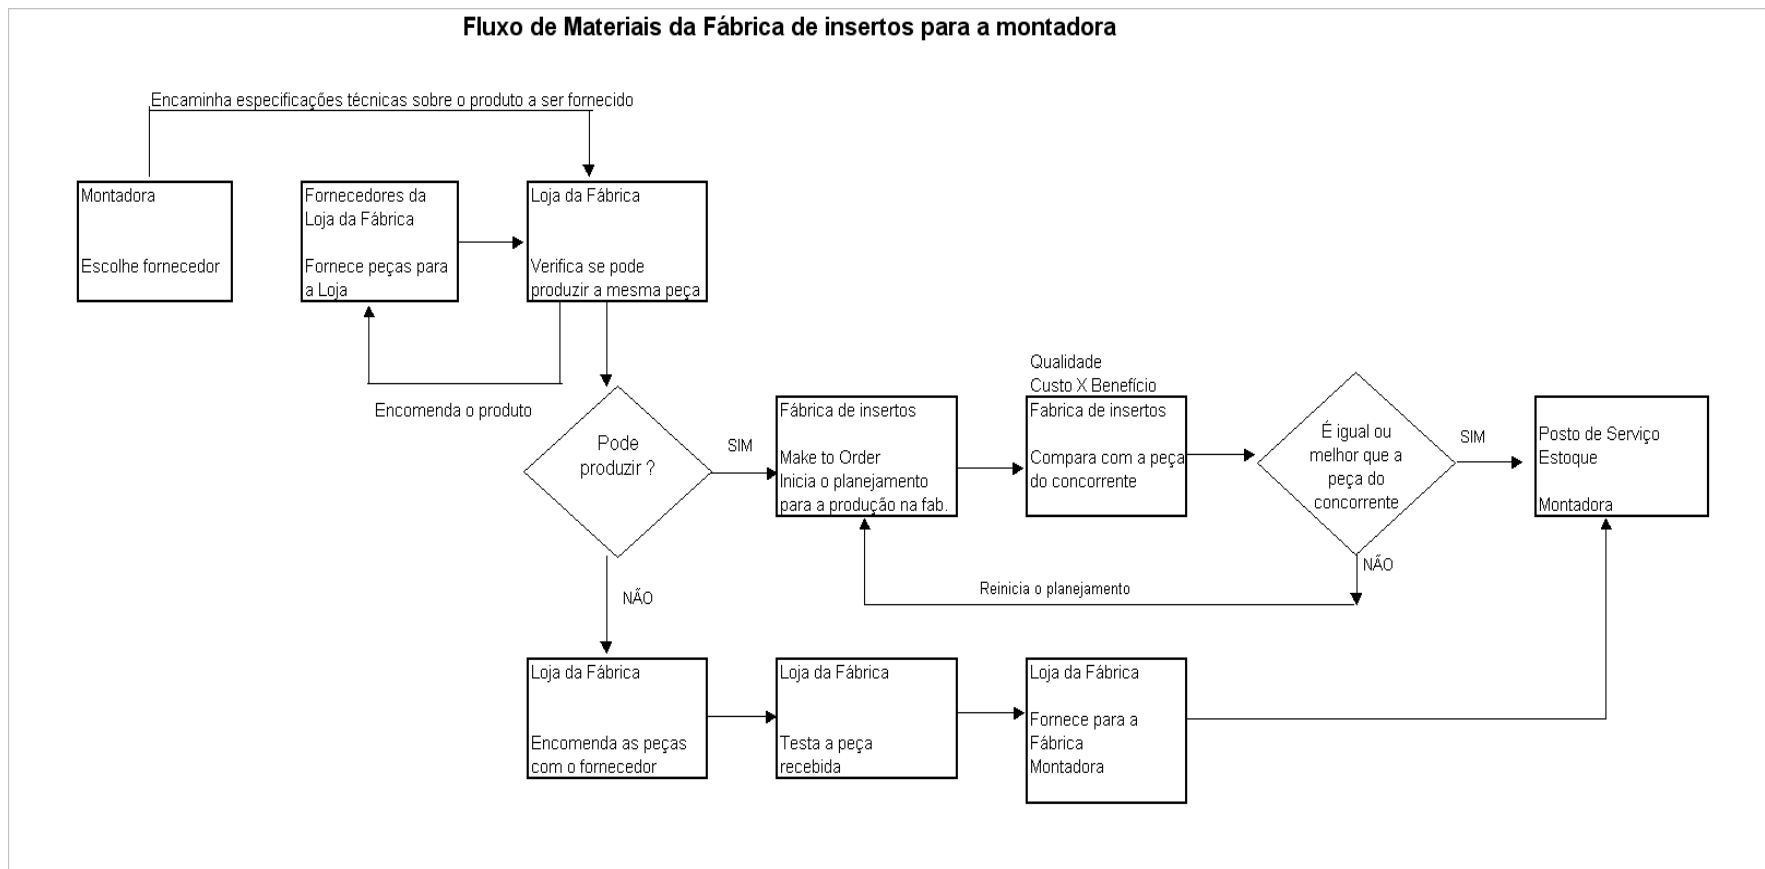 Fluxo de Materiais da Fábrica de insertos para a montadora
Encaminha especificações técnicas sobre o produto a ser fornecido
Montadora
Escolhe fornecedor
Fornecedores da
Loja da Fábrica
Fornece peças para
a Loja
Loja da Fábrica
Verifica se pode
produzir a mesma peça
Encomenda o produto
Pode
produzir ?
SIM
Fábrica de insertos
Make to Order
Inicia o planejamento
para a produção na fab.
Qualidade
Custo X Benefício
Fabrica de insertos
Compara com a peça
do concorrente
É igual ou
melhor que a
peça do
concorrente
SIM
Posto de Serviço
Estoque
Montadora
NÃO
Reinicia o planejamento
NÃO
Loja da Fábrica
Encomenda as peças
com o fornecedor
Loja da Fábrica
Testa a peça
recebida
Loja da Fábrica
Fornece para a
Fábrica
Montadora